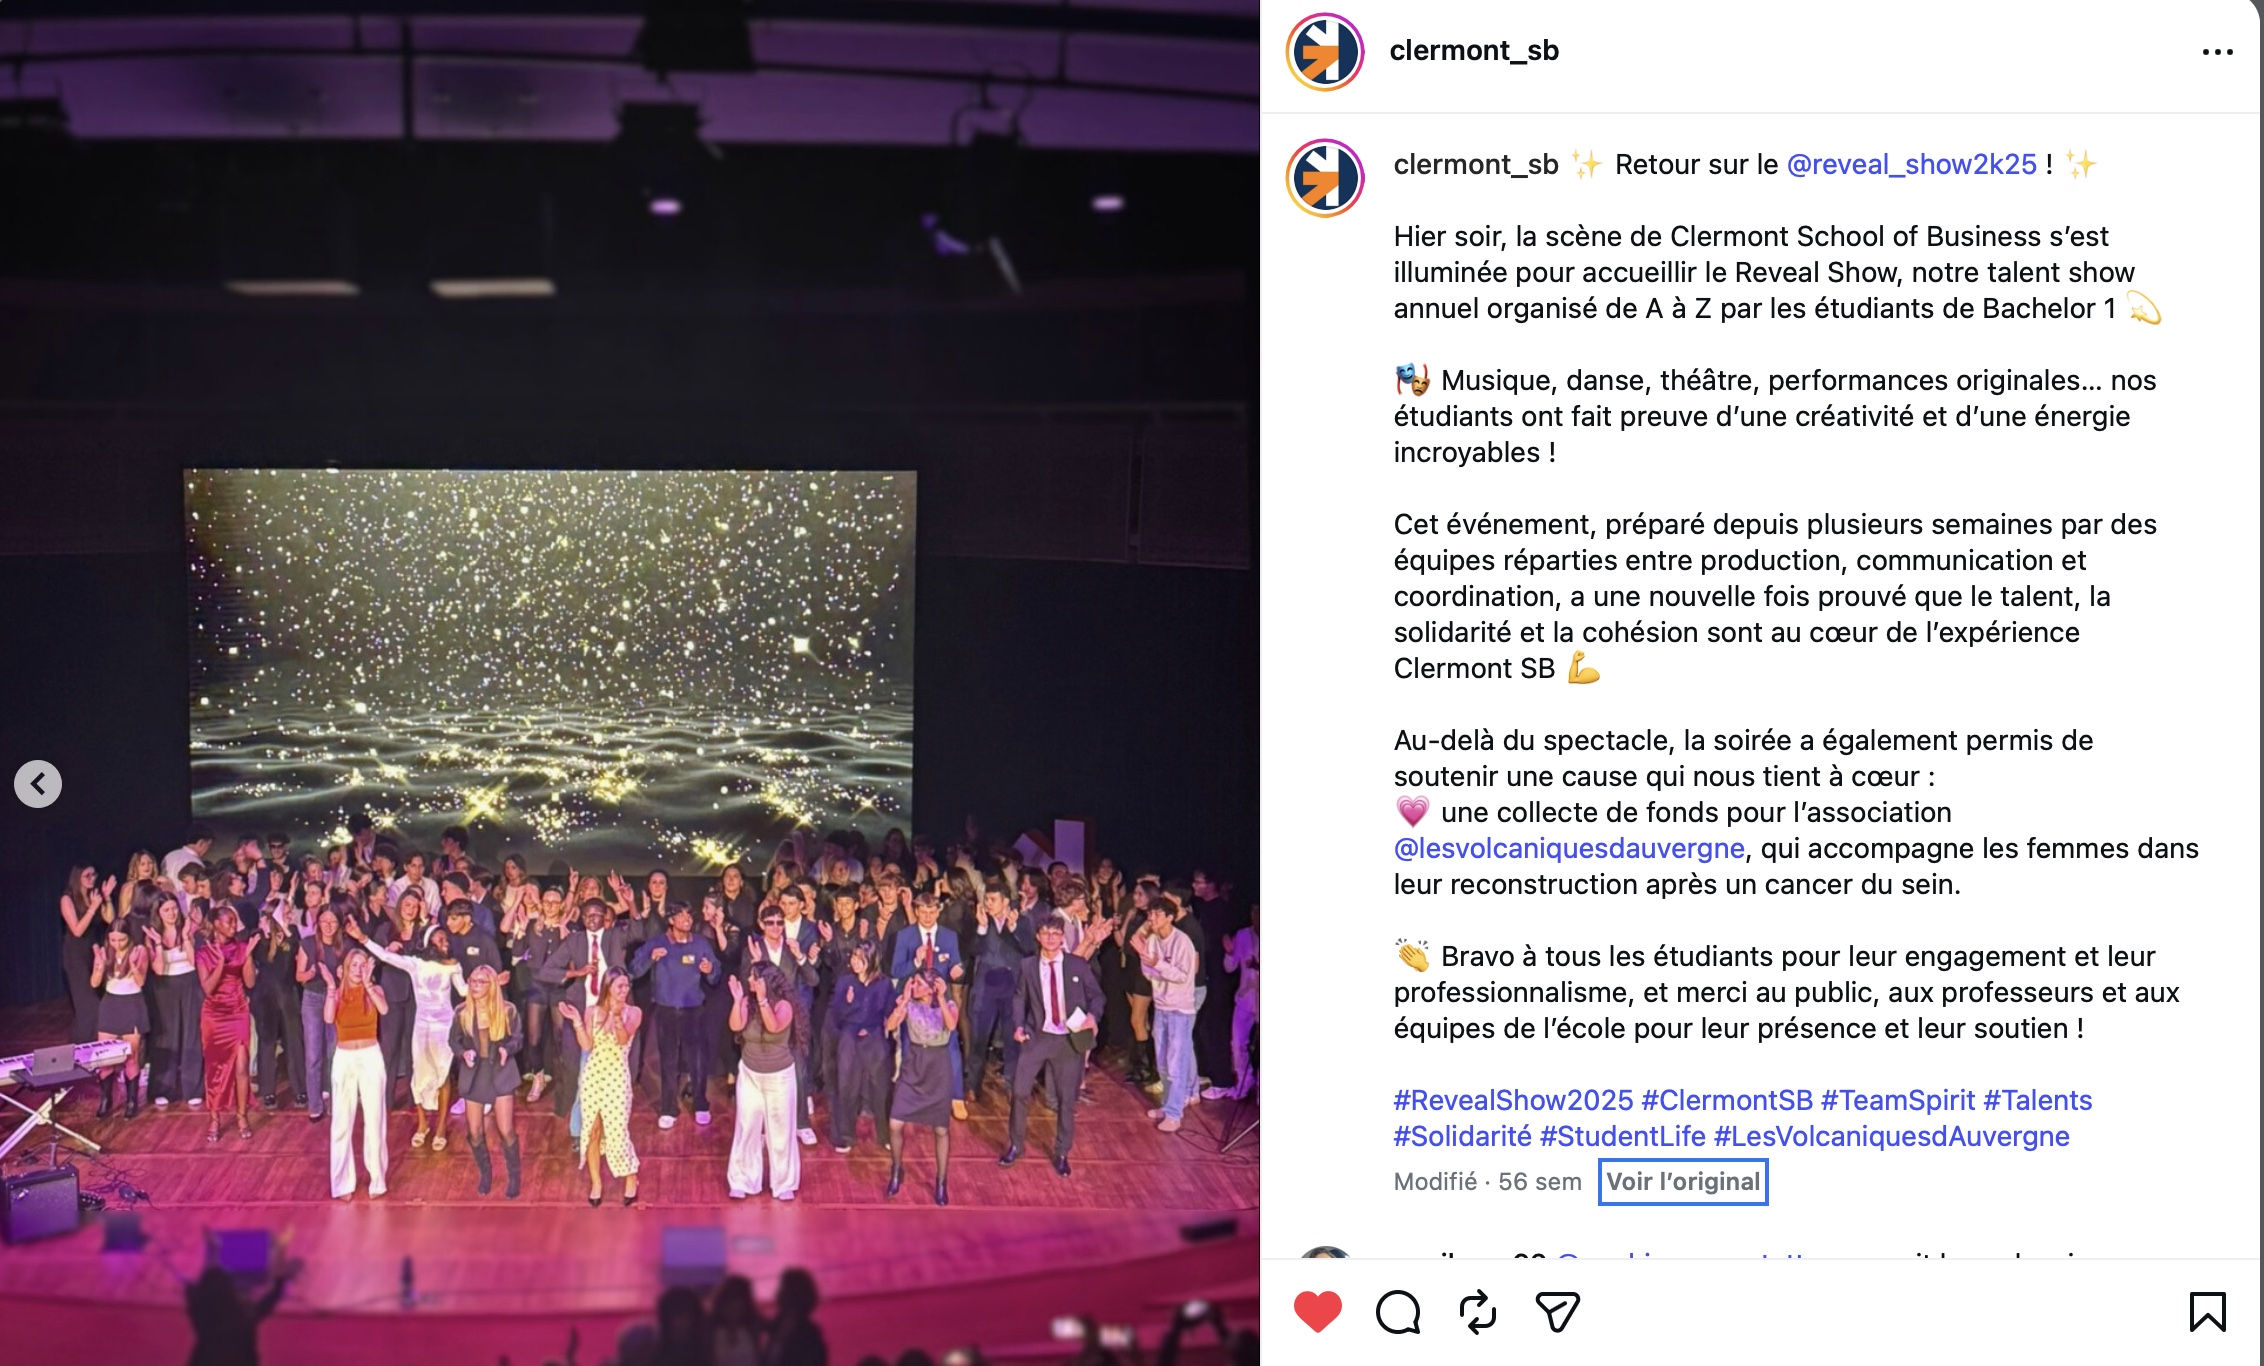 clermont_sb
clermont_sb ✨ Retour sur le @reveal_show2k25 ! ✨
Hier soir, la scène de Clermont School of Business s’est
illuminée pour accueillir le Reveal Show, notre talent show
annuel organisé de A à Z par les étudiants de Bachelor 1 💫
🎭 Musique, danse, théâtre, performances originales... nos
étudiants ont fait preuve d’une créativité et d’une énergie
incroyables !
Cet événement, préparé depuis plusieurs semaines par des
équipes réparties entre production, communication et
coordination, a une nouvelle fois prouvé que le talent, la
solidarité et la cohésion sont au cœur de l’expérience
Clermont SB 💪
Au-delà du spectacle, la soirée a également permis de
soutenir une cause qui nous tient à cœur :
💗 une collecte de fonds pour l’association
@lesvolcaniquesdauvergne, qui accompagne les femmes dans
leur reconstruction après un cancer du sein.
👏 Bravo à tous les étudiants pour leur engagement et leur
professionnalisme, et merci au public, aux professeurs et aux
équipes de l’école pour leur présence et leur soutien !
#RevealShow2025 #ClermontSB #TeamSpirit #Talents
#Solidarité #StudentLife #LesVolcaniquesdAuvergne
Modifié · 56 sem Voir l’original